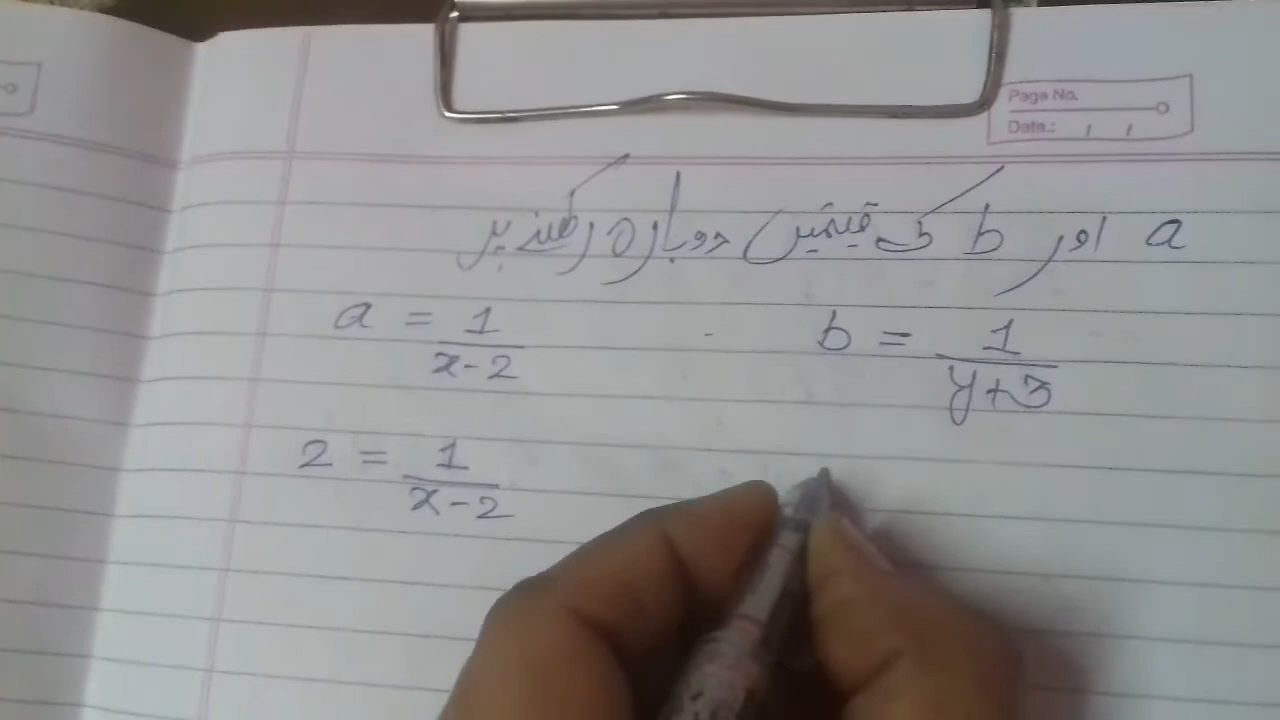 Page No.
Date.: / /
a اور b کی قیمتیں دوبارہ رکھنے پر
a = 1/(x-2)    b = 1/(y+3)
2 = 1/(x-2)